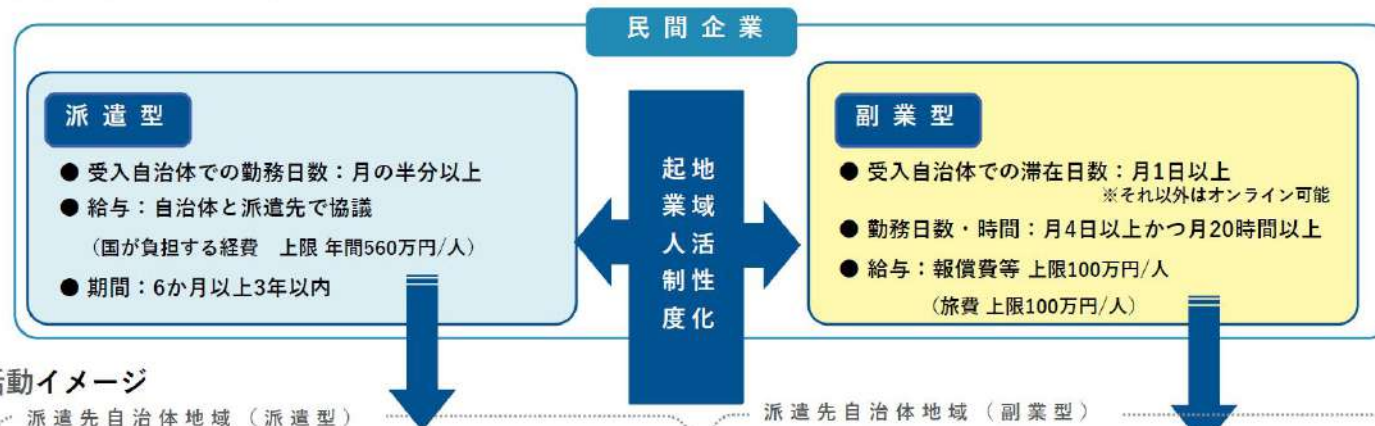 民間企業
派遣型
● 受入自治体での勤務日数：月の半分以上
● 給与：自治体と派遣先で協議
（国が負担する経費　上限 年間560万円/人）
● 期間：6か月以上3年以内
地域活性化
起業人制度
副業型
● 受入自治体での滞在日数：月1日以上
※それ以外はオンライン可能
● 勤務日数・時間：月4日以上かつ月20時間以上
● 給与：報償費等 上限100万円/人
（旅費 上限100万円/人）
活動イメージ
派遣先自治体地域（派遣型）
派遣先自治体地域（副業型）